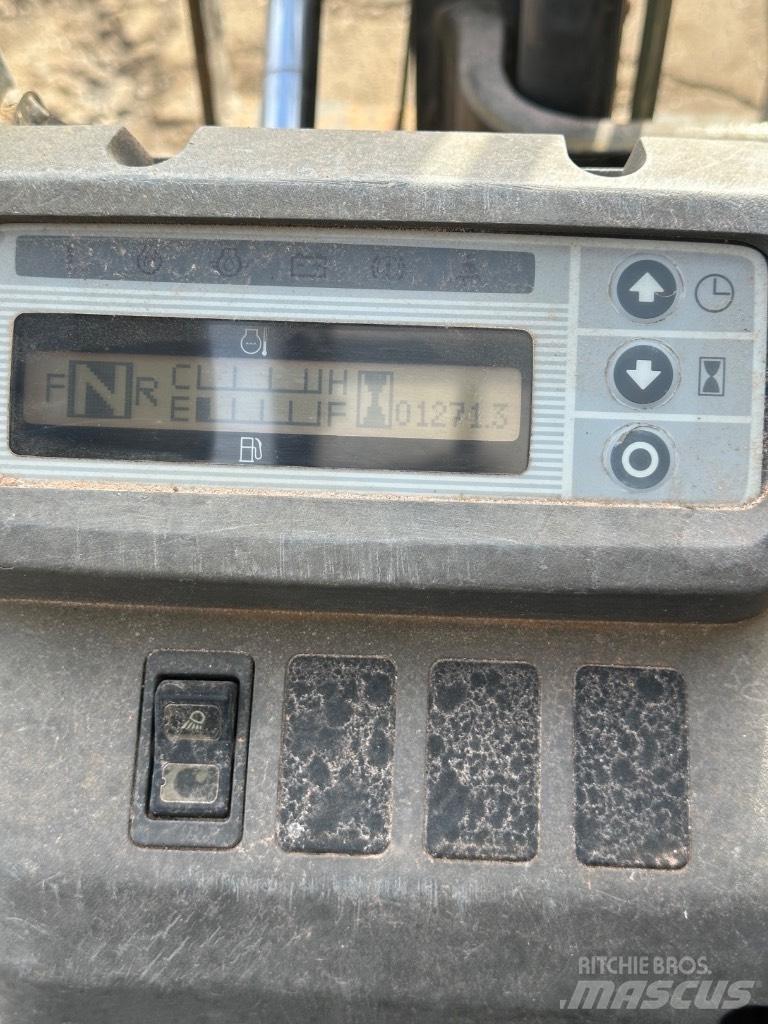 F N R C H
E F 01271.3
RITCHIE BROS.
MASCUS